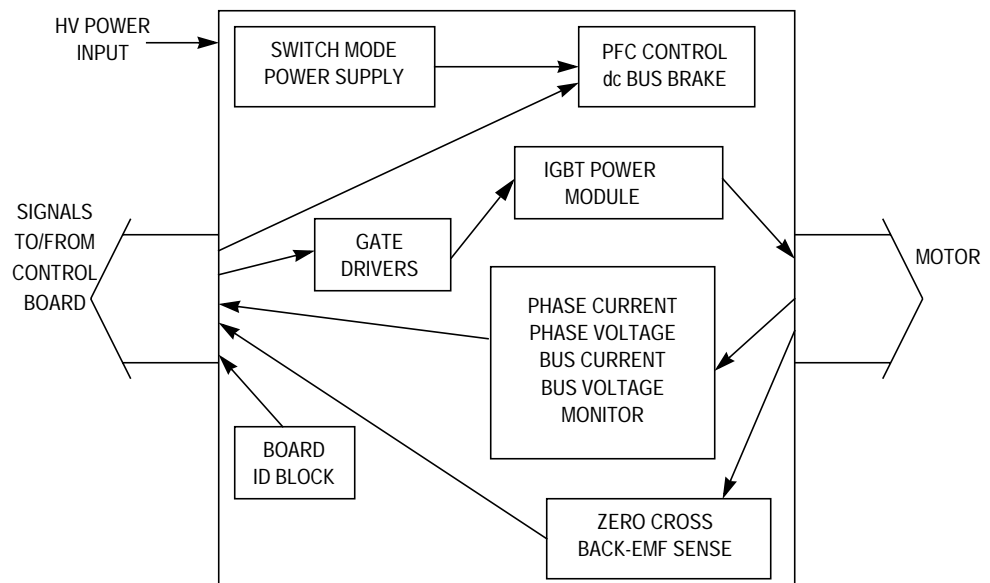 HV POWER
INPUT
SWITCH MODE
POWER SUPPLY
PFC CONTROL
dc BUS BRAKE
IGBT POWER
MODULE
SIGNALS
TO/FROM
CONTROL
BOARD
GATE
DRIVERS
MOTOR
PHASE CURRENT
PHASE VOLTAGE
BUS CURRENT
BUS VOLTAGE
MONITOR
BOARD
ID BLOCK
ZERO CROSS
BACK-EMF SENSE